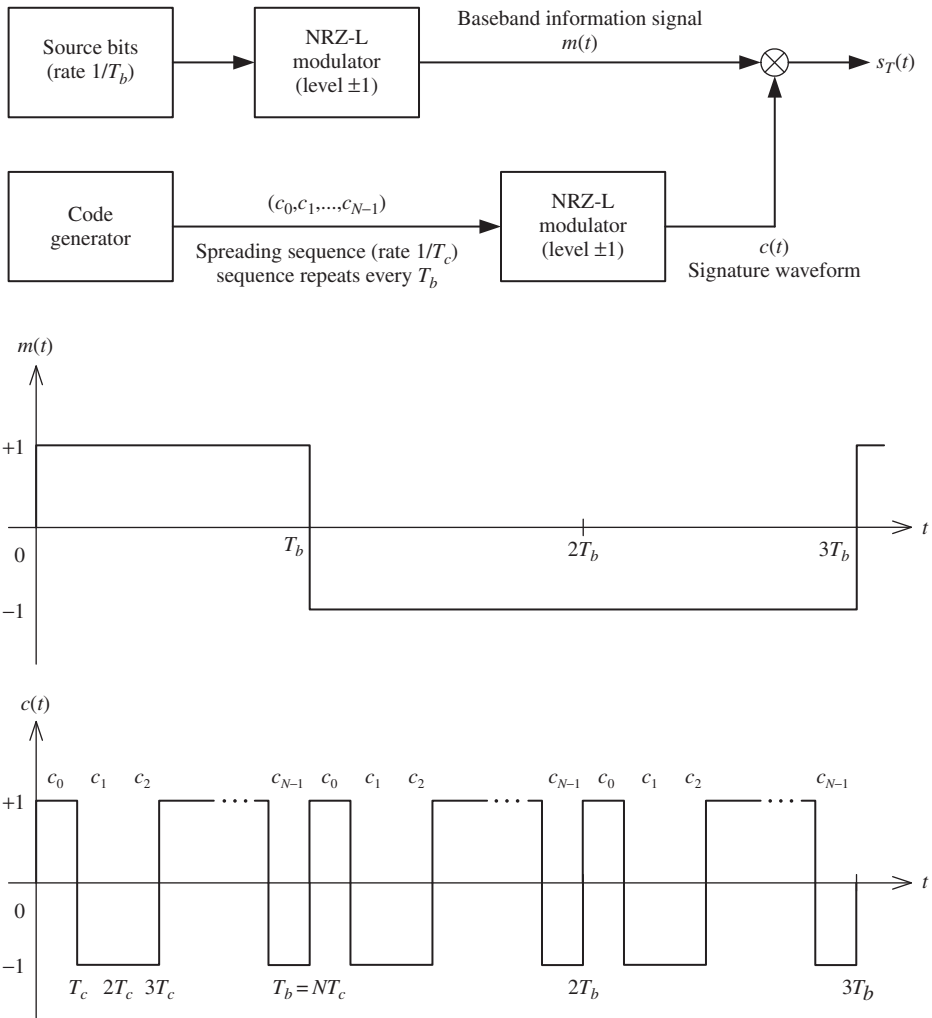 Source bits
(rate 1/T_b)
NRZ-L
modulator
(level ±1)
Baseband information signal
m(t)
s_T(t)
Code
generator
(c_0,c_1,...,c_{N–1})
Spreading sequence (rate 1/T_c)
sequence repeats every T_b
NRZ-L
modulator
(level ±1)
c(t)
Signature waveform
m(t)
+1
0
−1
T_b
2T_b
3T_b
t
c(t)
c_0 c_1 c_2 ... c_{N–1} c_0 c_1 c_2 ... c_{N–1} c_0 c_1 c_2 ... c_{N–1}
+1
0
−1
t
T_c 2T_c 3T_c T_b = NT_c 2T_b 3T_b